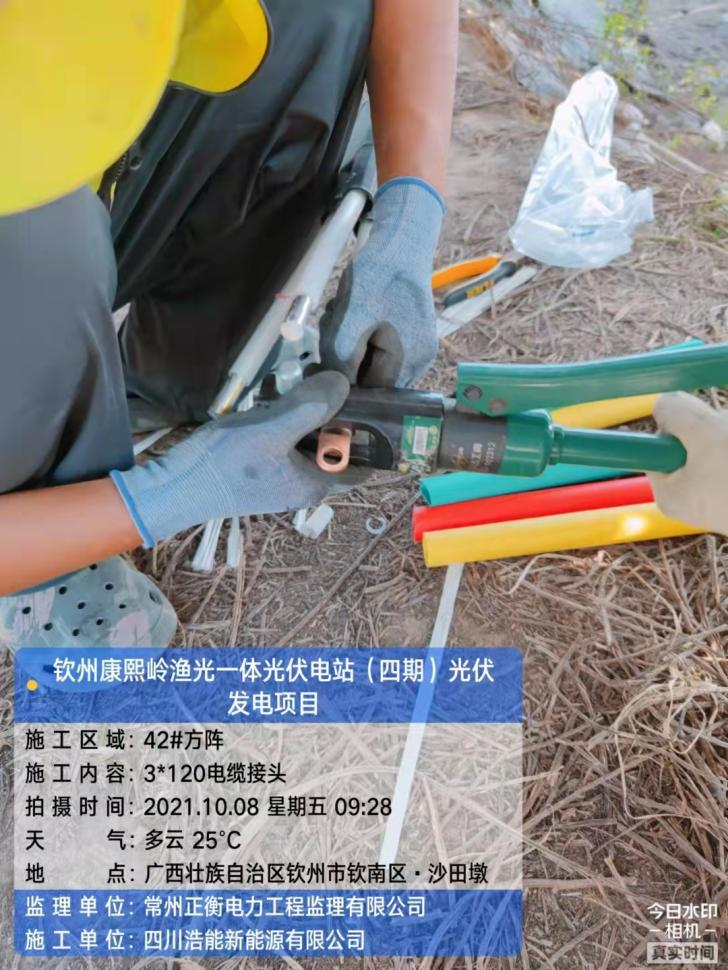 钦州康熙岭渔光一体光伏电站（四期）光伏
发电项目
施工区域：42#方阵
施工内容：3*120电缆接头
拍摄时间：2021.10.08 星期五 09:28
天气：多云 25℃
地点：广西壮族自治区钦州市钦南区·沙田墩
监理单位：常州正衡电力工程监理有限公司
施工单位：四川浩能新能源有限公司
今日水印
-相机-
真实时间